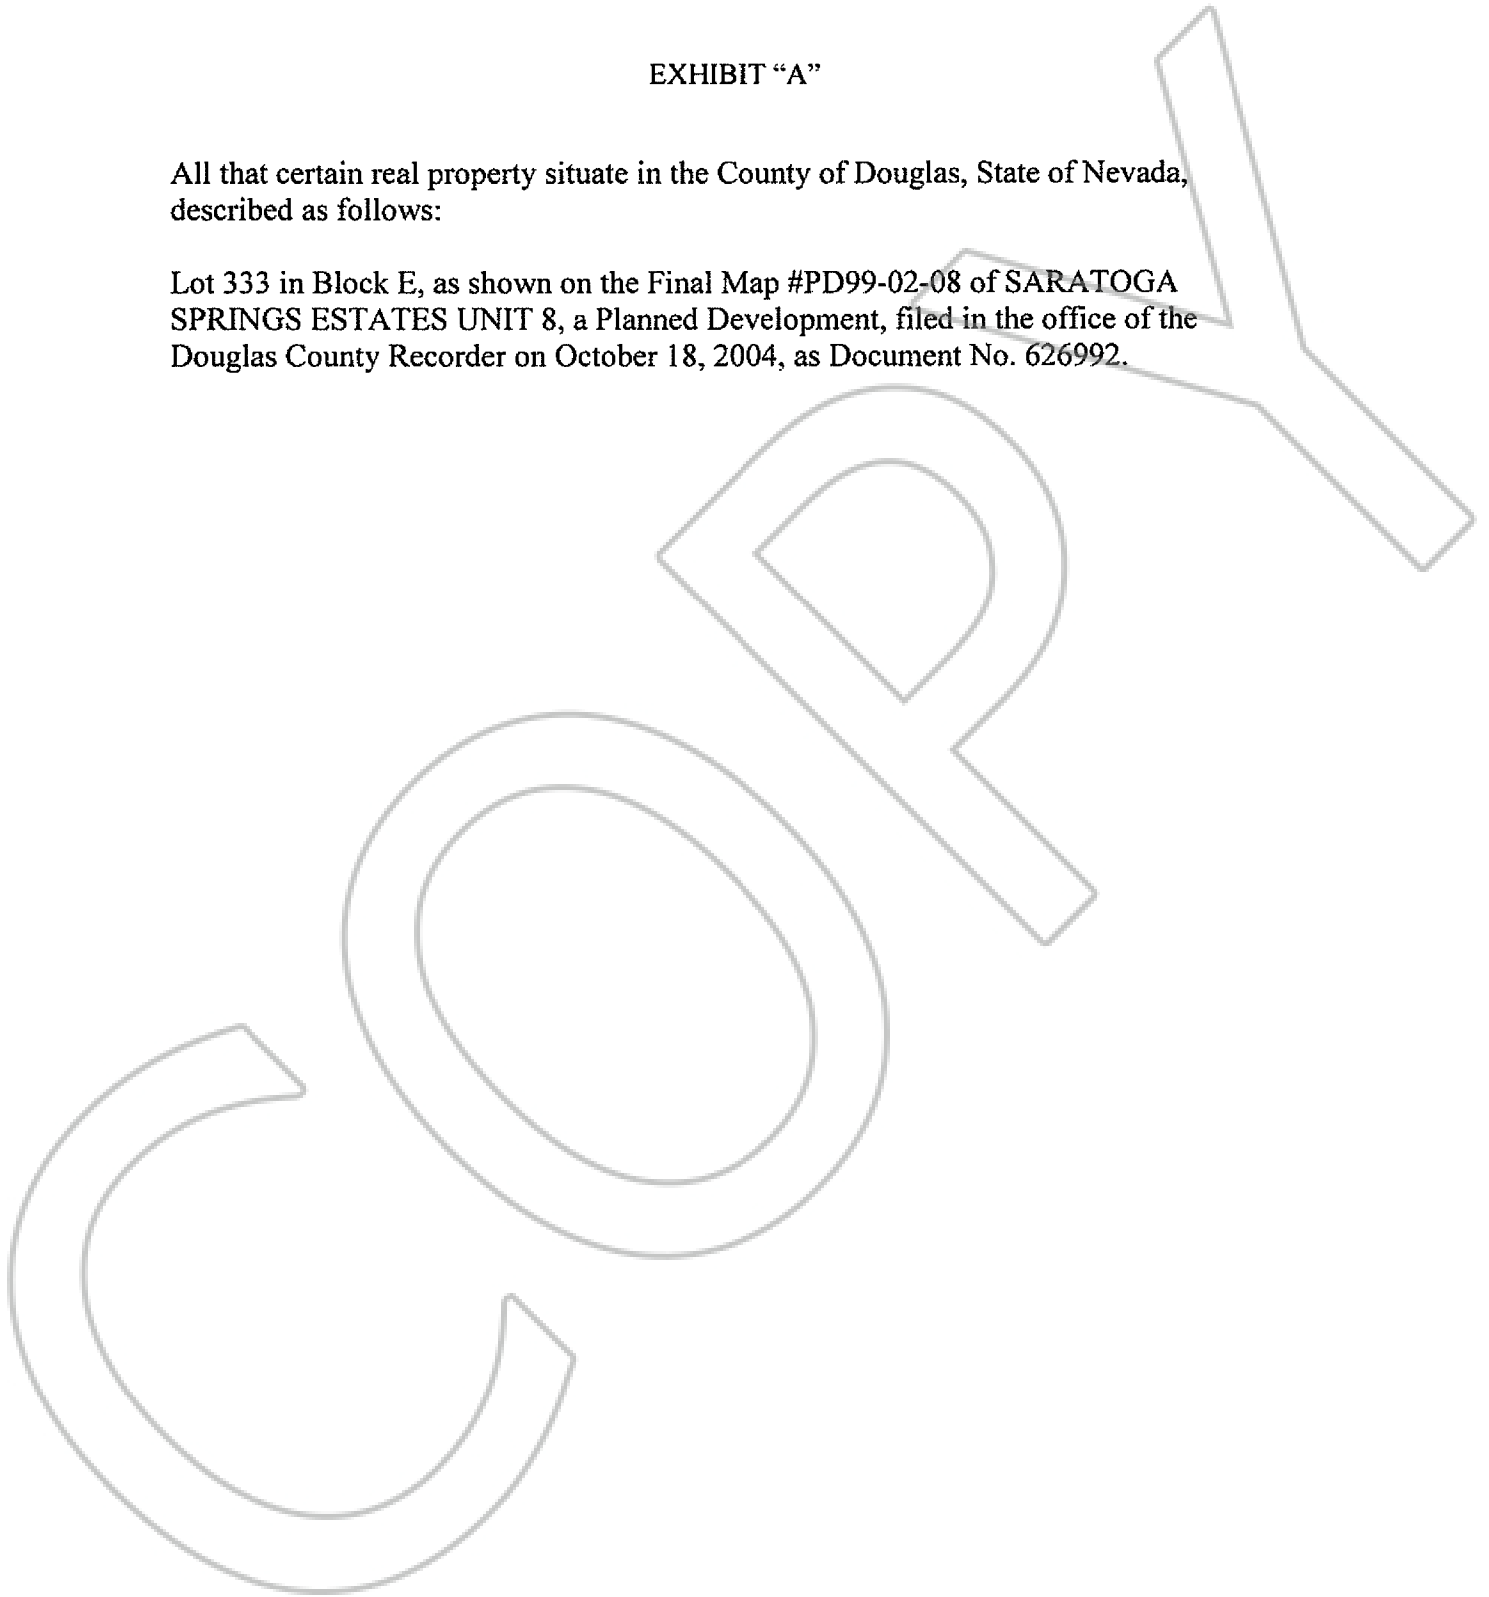 EXHIBIT “A”
All that certain real property situate in the County of Douglas, State of Nevada,
described as follows:
Lot 333 in Block E, as shown on the Final Map #PD99-02-08 of SARATOGA
SPRINGS ESTATES UNIT 8, a Planned Development, filed in the office of the
Douglas County Recorder on October 18, 2004, as Document No. 626992.
COPY